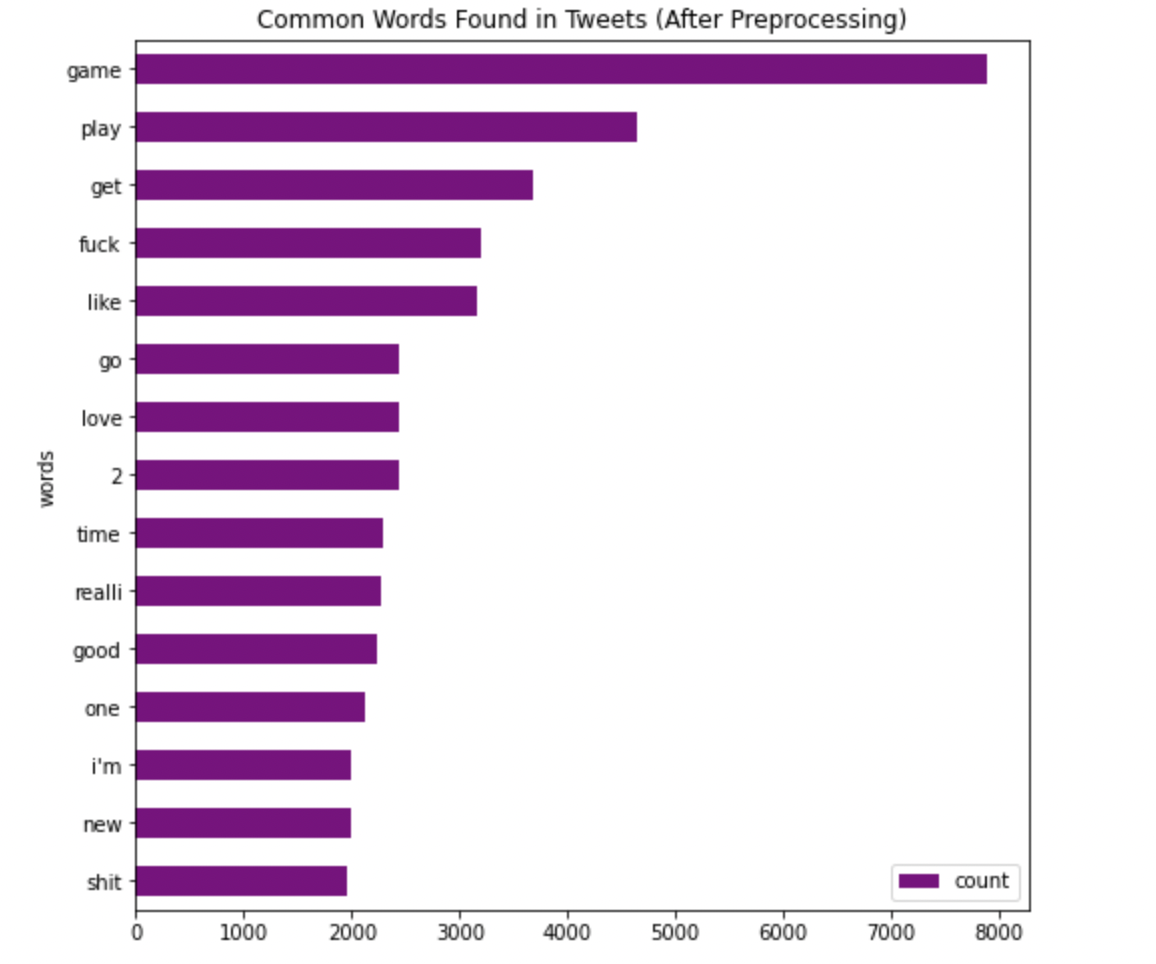 Common Words Found in Tweets (After Preprocessing)
game
play
get
fuck
like
go
love
2
time
realli
good
one
i'm
new
shit
words
count
0 1000 2000 3000 4000 5000 6000 7000 8000